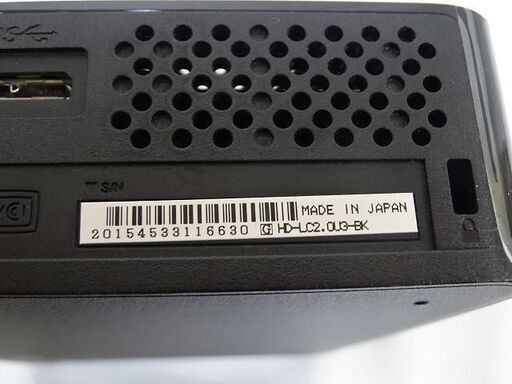 ▽S/N
MADE IN JAPAN
20154533116630 G HD-LC2.0U3-BK